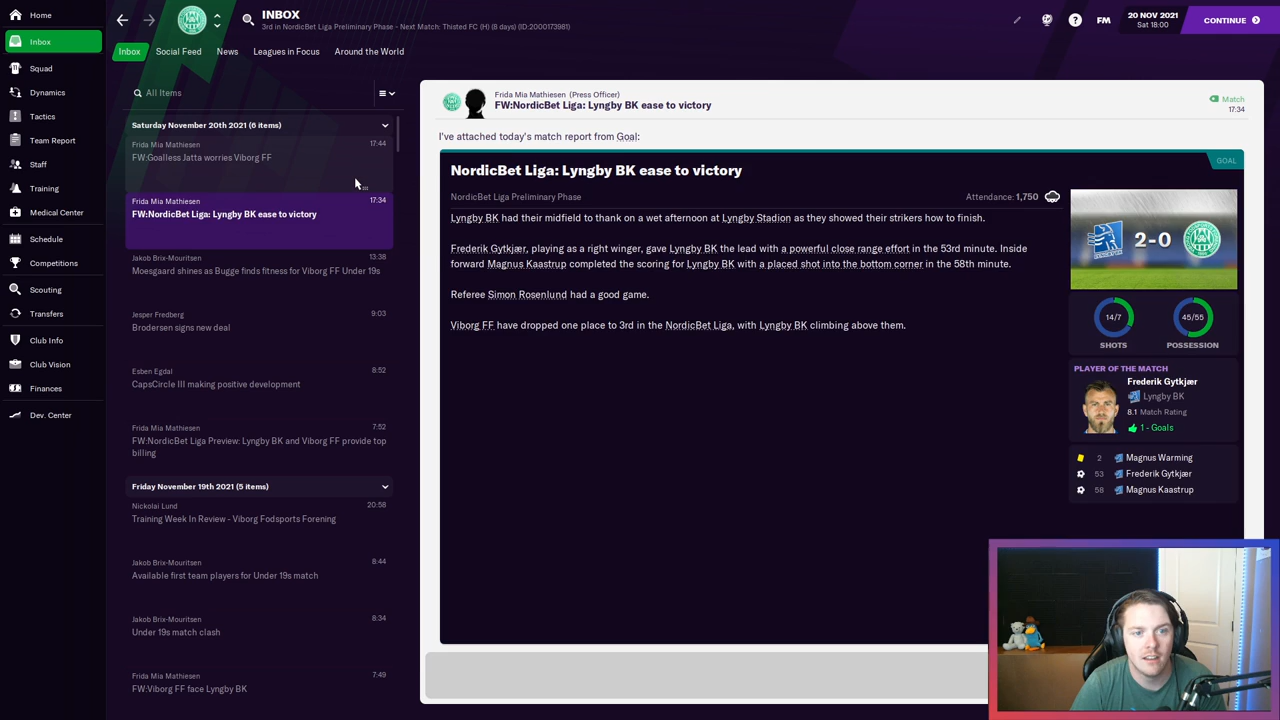 Home
Inbox
Squad
Dynamics
Tactics
Team Report
Staff
Training
Medical Center
Schedule
Competitions
Scouting
Transfers
Club Info
Club Vision
Finances
Dev. Center
INBOX
3rd in NordicBet Liga Preliminary Phase - Next Match: Thisted FC (H) (8 days) (ID:2000173981)
FM
20 NOV 2021
Sat 18:00
CONTINUE
Inbox Social Feed News Leagues in Focus Around the World
All Items
Saturday November 20th 2021 (6 items)
Frida Mia Mathiesen 17:44
FW:Goalless Jatta worries Viborg FF
Frida Mia Mathiesen 17:34
FW:NordicBet Liga: Lyngby BK ease to victory
Jakob Brix-Mouritsen 13:38
Moesgaard shines as Bugge finds fitness for Viborg FF Under 19s
Jesper Fredberg 9:03
Brodersen signs new deal
Esben Egdal 8:52
CapsCircle III making positive development
Frida Mia Mathiesen 7:52
FW:NordicBet Liga Preview: Lyngby BK and Viborg FF provide top
billing
Friday November 19th 2021 (5 items)
Nickolai Lund 20:58
Training Week In Review - Viborg Fodsports Forening
Jakob Brix-Mouritsen 8:44
Available first team players for Under 19s match
Jakob Brix-Mouritsen 8:34
Under 19s match clash
Frida Mia Mathiesen 7:49
FW:Viborg FF face Lyngby BK
Frida Mia Mathiesen (Press Officer)
FW:NordicBet Liga: Lyngby BK ease to victory
Match
17:34
I've attached today's match report from Goal:
NordicBet Liga: Lyngby BK ease to victory
GOAL
NordicBet Liga Preliminary Phase
Attendance: 1,750
Lyngby BK had their midfield to thank on a wet afternoon at Lyngby Stadion as they showed their strikers how to finish.
Frederik Gytkjær, playing as a right winger, gave Lyngby BK the lead with a powerful close range effort in the 53rd minute. Inside
forward Magnus Kaastrup completed the scoring for Lyngby BK with a placed shot into the bottom corner in the 58th minute.
Referee Simon Rosenlund had a good game.
Viborg FF have dropped one place to 3rd in the NordicBet Liga, with Lyngby BK climbing above them.
2-0
14/7
SHOTS
45/55
POSSESSION
PLAYER OF THE MATCH
Frederik Gytkjær
Lyngby BK
8.1 Match Rating
1 - Goals
2 Magnus Warming
53 Frederik Gytkjær
58 Magnus Kaastrup